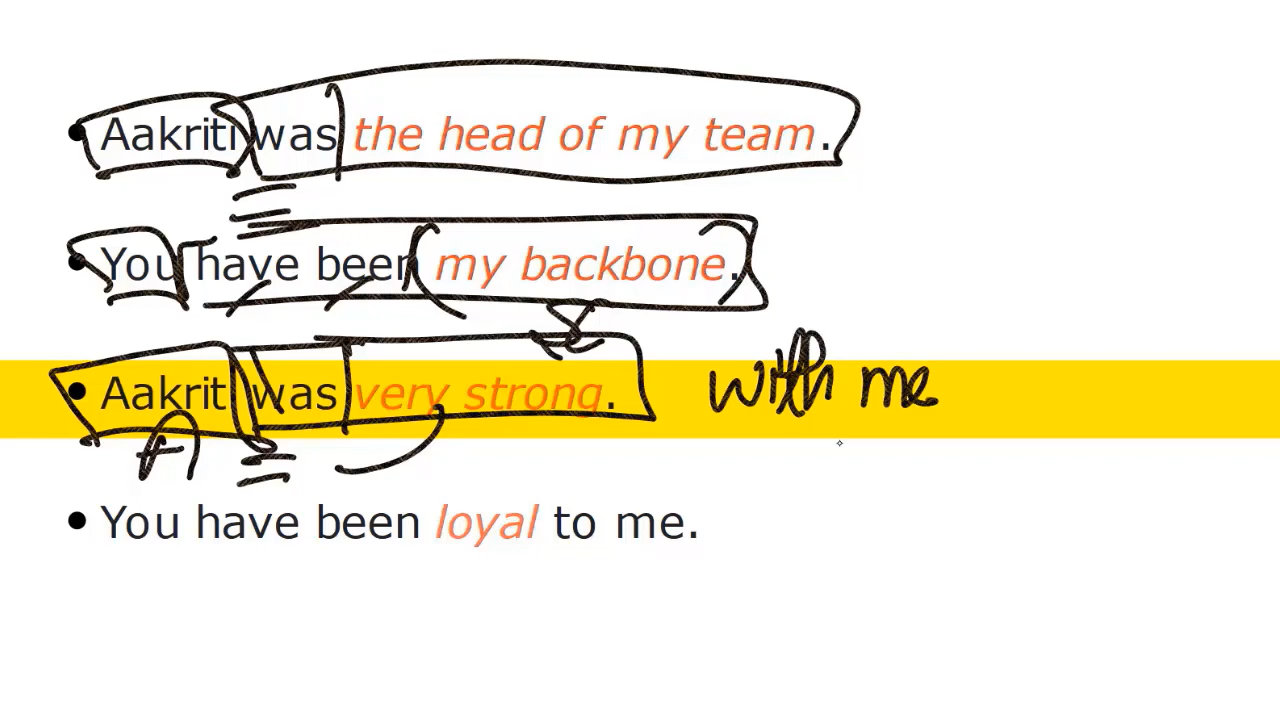 • Aakriti was the head of my team.
• You have been my backbone.
• Aakriti was very strong. with me
• You have been loyal to me.